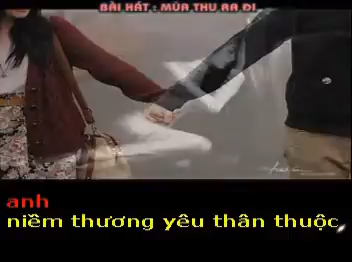 BÀI HÁT : MÙA THU RA ĐI
anh
niềm thương yêu thân thuộc